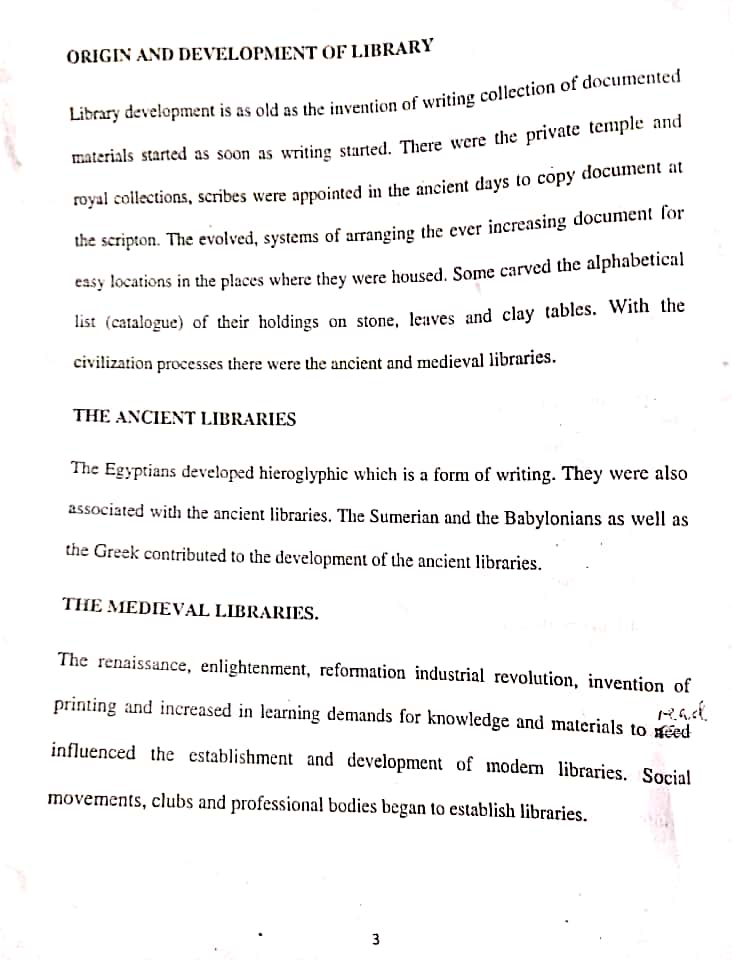 ORIGIN AND DEVELOPMENT OF LIBRARY
Library development is as old as the invention of writing collection of documented
materials started as soon as writing started. There were the private temple and
royal collections, scribes were appointed in the ancient days to copy document at
the scripton. The evolved, systems of arranging the ever increasing document for
easy locations in the places where they were housed. Some carved the alphabetical
list (catalogue) of their holdings on stone, leaves and clay tables. With the
civilization processes there were the ancient and medieval libraries.
THE ANCIENT LIBRARIES
The Egyptians developed hieroglyphic which is a form of writing. They were also
associated with the ancient libraries. The Sumerian and the Babylonians as well as
the Greek contributed to the development of the ancient libraries.
THE MEDIEVAL LIBRARIES.
The renaissance, enlightenment, reformation industrial revolution, invention of
read
printing and increased in learning demands for knowledge and materials to need
influenced the establishment and development of modern libraries. Social
movements, clubs and professional bodies began to establish libraries.
3